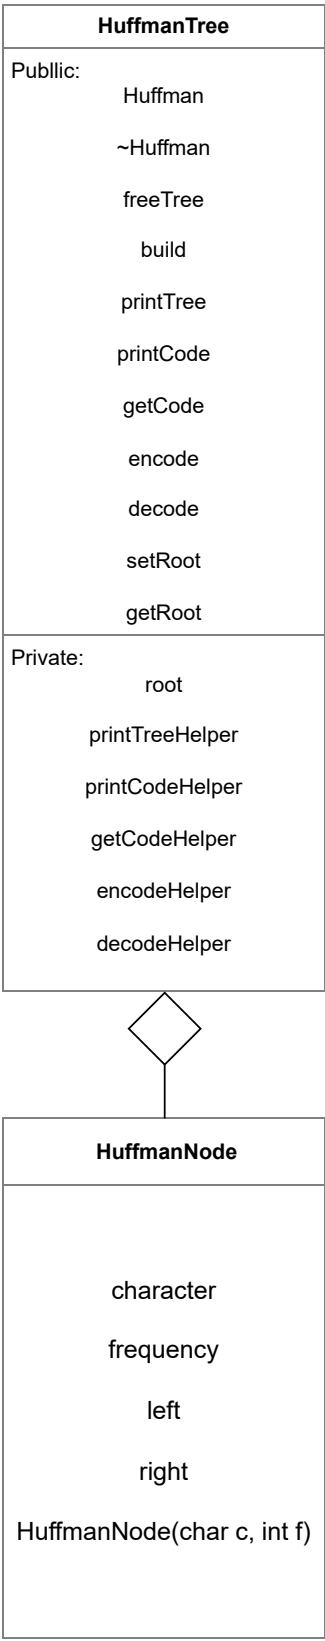 HuffmanTree
Publlic:
Huffman
~Huffman
freeTree
build
printTree
printCode
getCode
encode
decode
setRoot
getRoot
Private:
root
printTreeHelper
printCodeHelper
getCodeHelper
encodeHelper
decodeHelper
HuffmanNode
character
frequency
left
right
HuffmanNode(char c, int f)